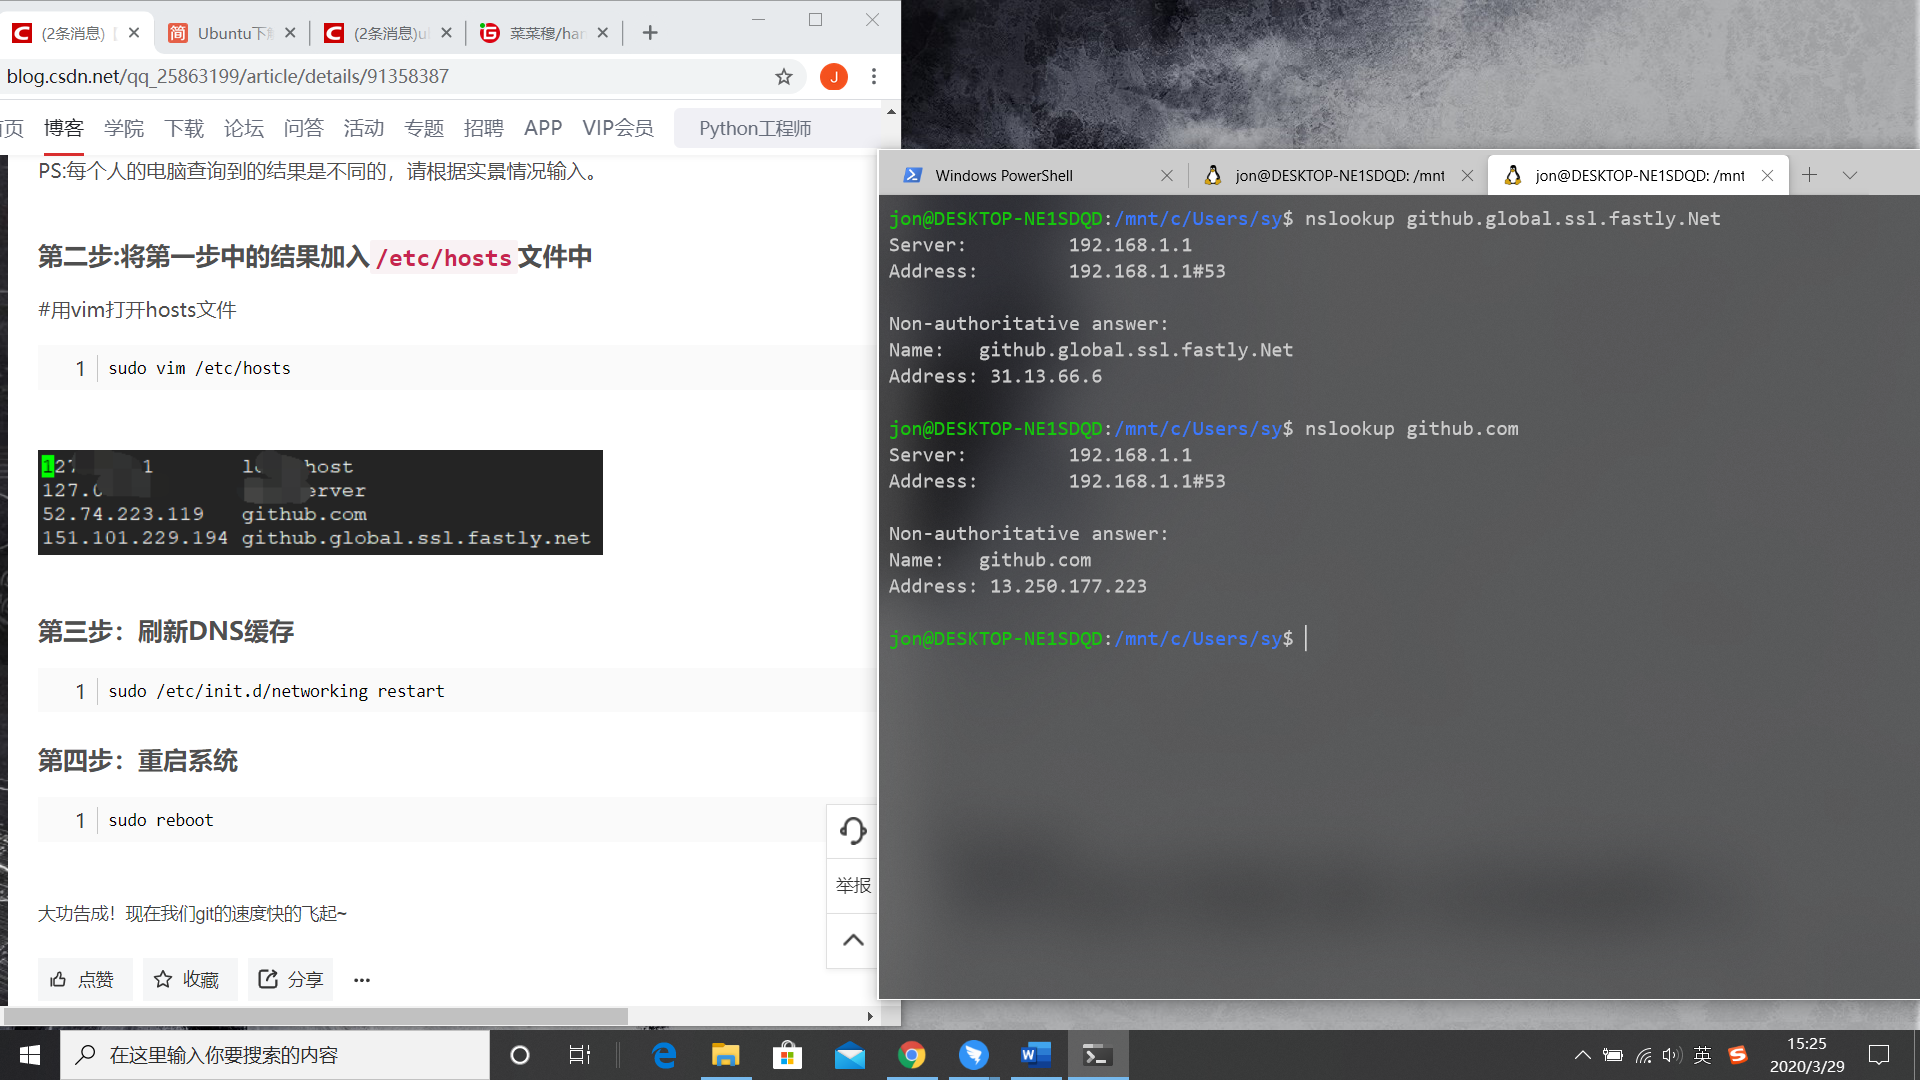 (2条消息)
Ubuntu下
(2条消息)u
菜菜穆/har
blog.csdn.net/qq_25863199/article/details/91358387
J
页 博客 学院 下载 论坛 问答 活动 专题 招聘 APP VIP会员 Python工程师
PS:每个人的电脑查询到的结果是不同的，请根据实景情况输入。
第二步:将第一步中的结果加入 /etc/hosts 文件中
#用vim打开hosts文件
1 sudo vim /etc/hosts
52.74.223.119 github.com
151.101.229.194 github.global.ssl.fastly.net
第三步：刷新DNS缓存
1 sudo /etc/init.d/networking restart
第四步：重启系统
1 sudo reboot
大功告成！现在我们git的速度快的飞起~
点赞 收藏 分享 ...
举报
Windows PowerShell
jon@DESKTOP-NE1SDQD: /mnt
jon@DESKTOP-NE1SDQD: /mnt
jon@DESKTOP-NE1SDQD:/mnt/c/Users/sy$ nslookup github.global.ssl.fastly.Net
Server: 192.168.1.1
Address: 192.168.1.1#53
Non-authoritative answer:
Name: github.global.ssl.fastly.Net
Address: 31.13.66.6
jon@DESKTOP-NE1SDQD:/mnt/c/Users/sy$ nslookup github.com
Server: 192.168.1.1
Address: 192.168.1.1#53
Non-authoritative answer:
Name: github.com
Address: 13.250.177.223
jon@DESKTOP-NE1SDQD:/mnt/c/Users/sy$
在这里输入你要搜索的内容
英
15:25
2020/3/29